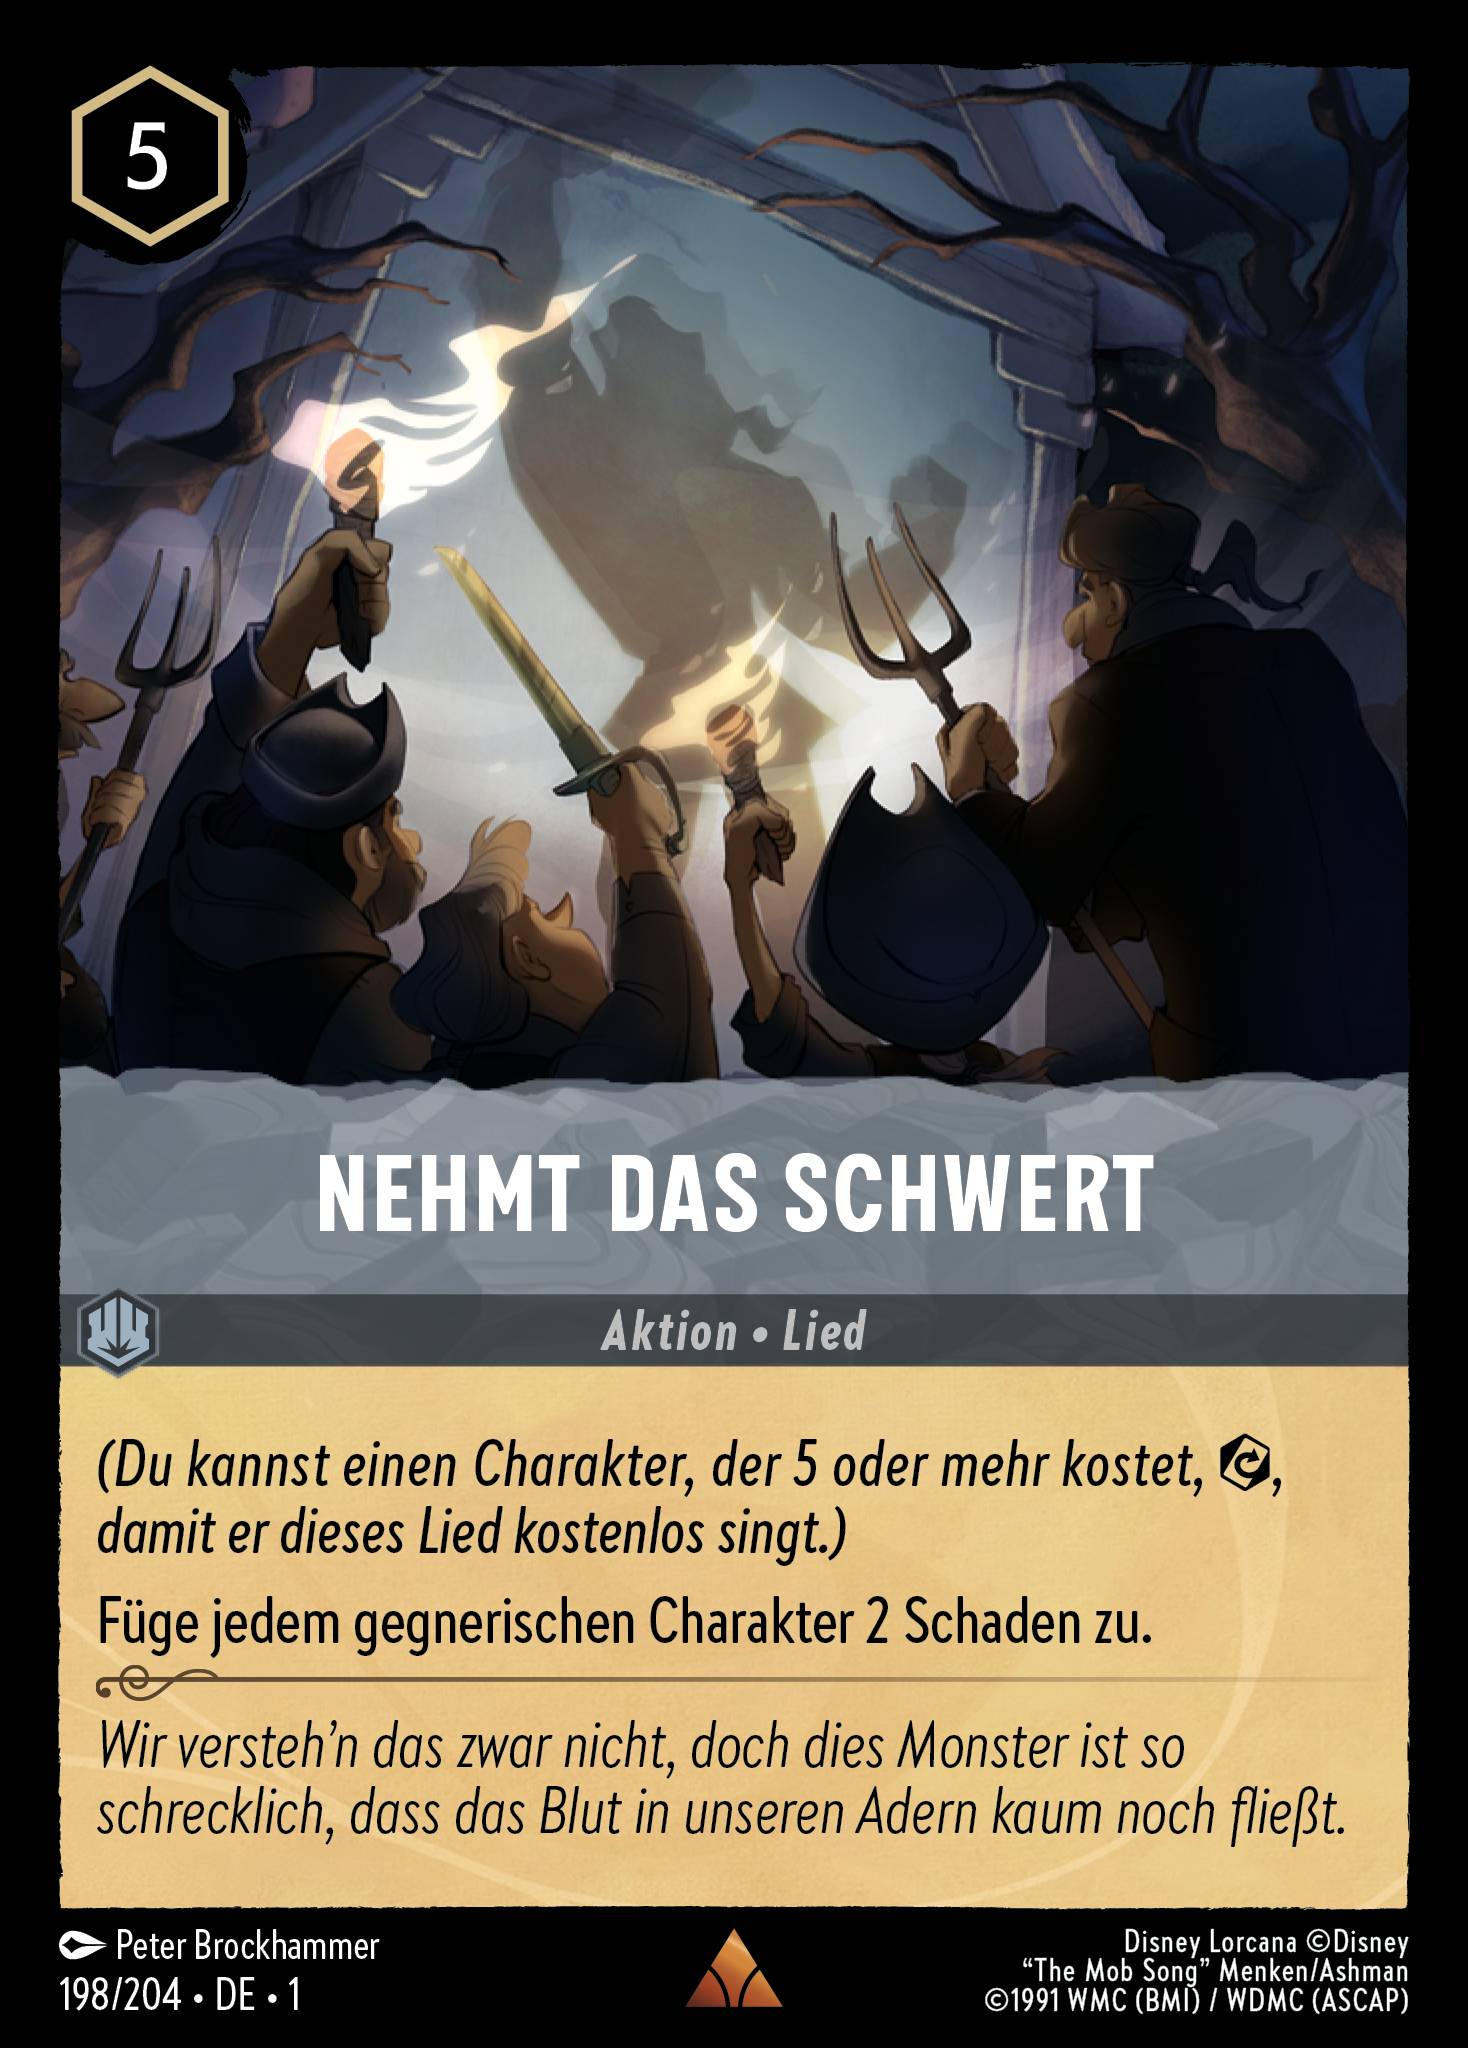 5
NEHMT DAS SCHWERT
Aktion • Lied
(Du kannst einen Charakter, der 5 oder mehr kostet, ,
damit er dieses Lied kostenlos singt.)
Füge jedem gegnerischen Charakter 2 Schaden zu.
Wir versteh’n das zwar nicht, doch dies Monster ist so
schrecklich, dass das Blut in unseren Adern kaum noch fließt.
Peter Brockhammer
198/204 • DE • 1
Disney Lorcana ©Disney
“The Mob Song” Menken/Ashman
©1991 WMC (BMI) / WDMC (ASCAP)